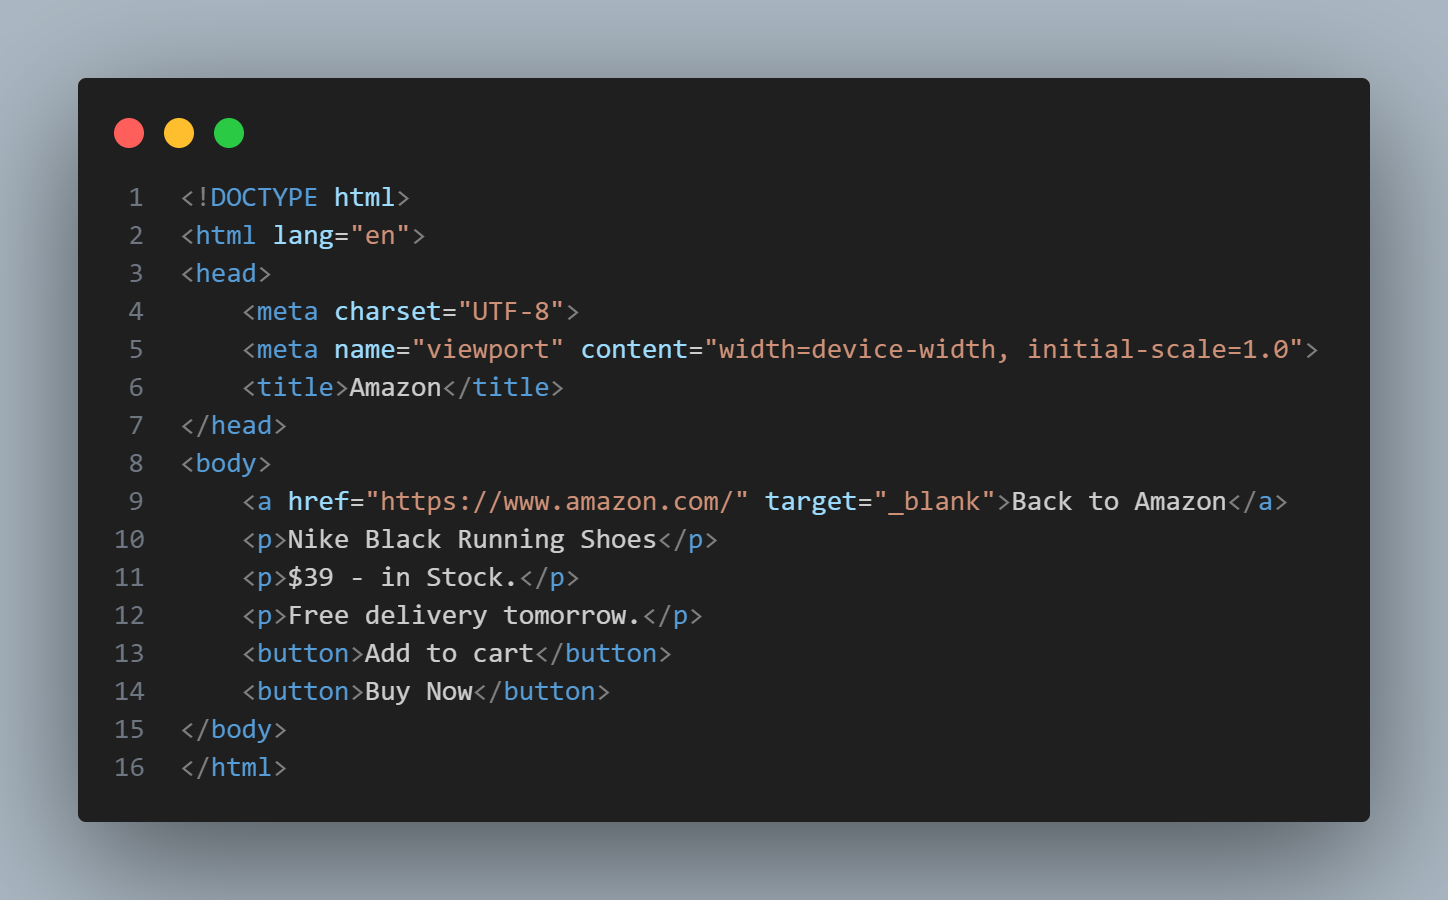 1 <!DOCTYPE html>
2 <html lang="en">
3 <head>
4     <meta charset="UTF-8">
5     <meta name="viewport" content="width=device-width, initial-scale=1.0">
6     <title>Amazon</title>
7 </head>
8 <body>
9     <a href="https://www.amazon.com/" target="_blank">Back to Amazon</a>
10     <p>Nike Black Running Shoes</p>
11     <p>$39 - in Stock.</p>
12     <p>Free delivery tomorrow.</p>
13     <button>Add to cart</button>
14     <button>Buy Now</button>
15 </body>
16 </html>